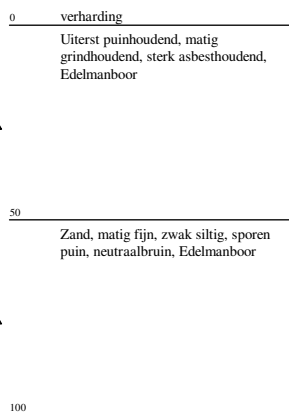 0 verharding
Uiterst puinhoudend, matig
grindhoudend, sterk asbesthoudend,
Edelmanboor
50
Zand, matig fijn, zwak siltig, sporen
puin, neutraalbruin, Edelmanboor
100